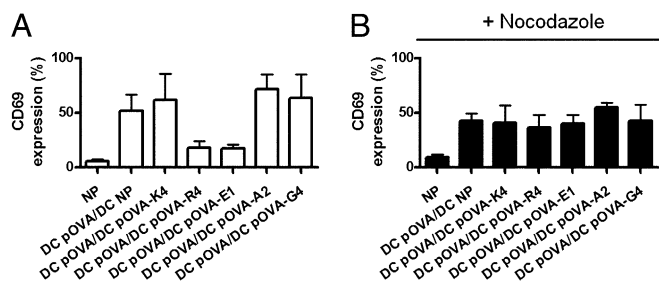 A
CD69
expression (%)
100
50
0
NP
DC pOVA/DC NP
DC pOVA/DC pOVA-K4
DC pOVA/DC pOVA-R4
DC pOVA/DC pOVA-E1
DC pOVA/DC pOVA-A2
DC pOVA/DC pOVA-G4
B
+ Nocodazole
CD69
expression (%)
100
50
0
NP
DC pOVA/DC NP
DC pOVA/DC pOVA-K4
DC pOVA/DC pOVA-R4
DC pOVA/DC pOVA-E1
DC pOVA/DC pOVA-A2
DC pOVA/DC pOVA-G4